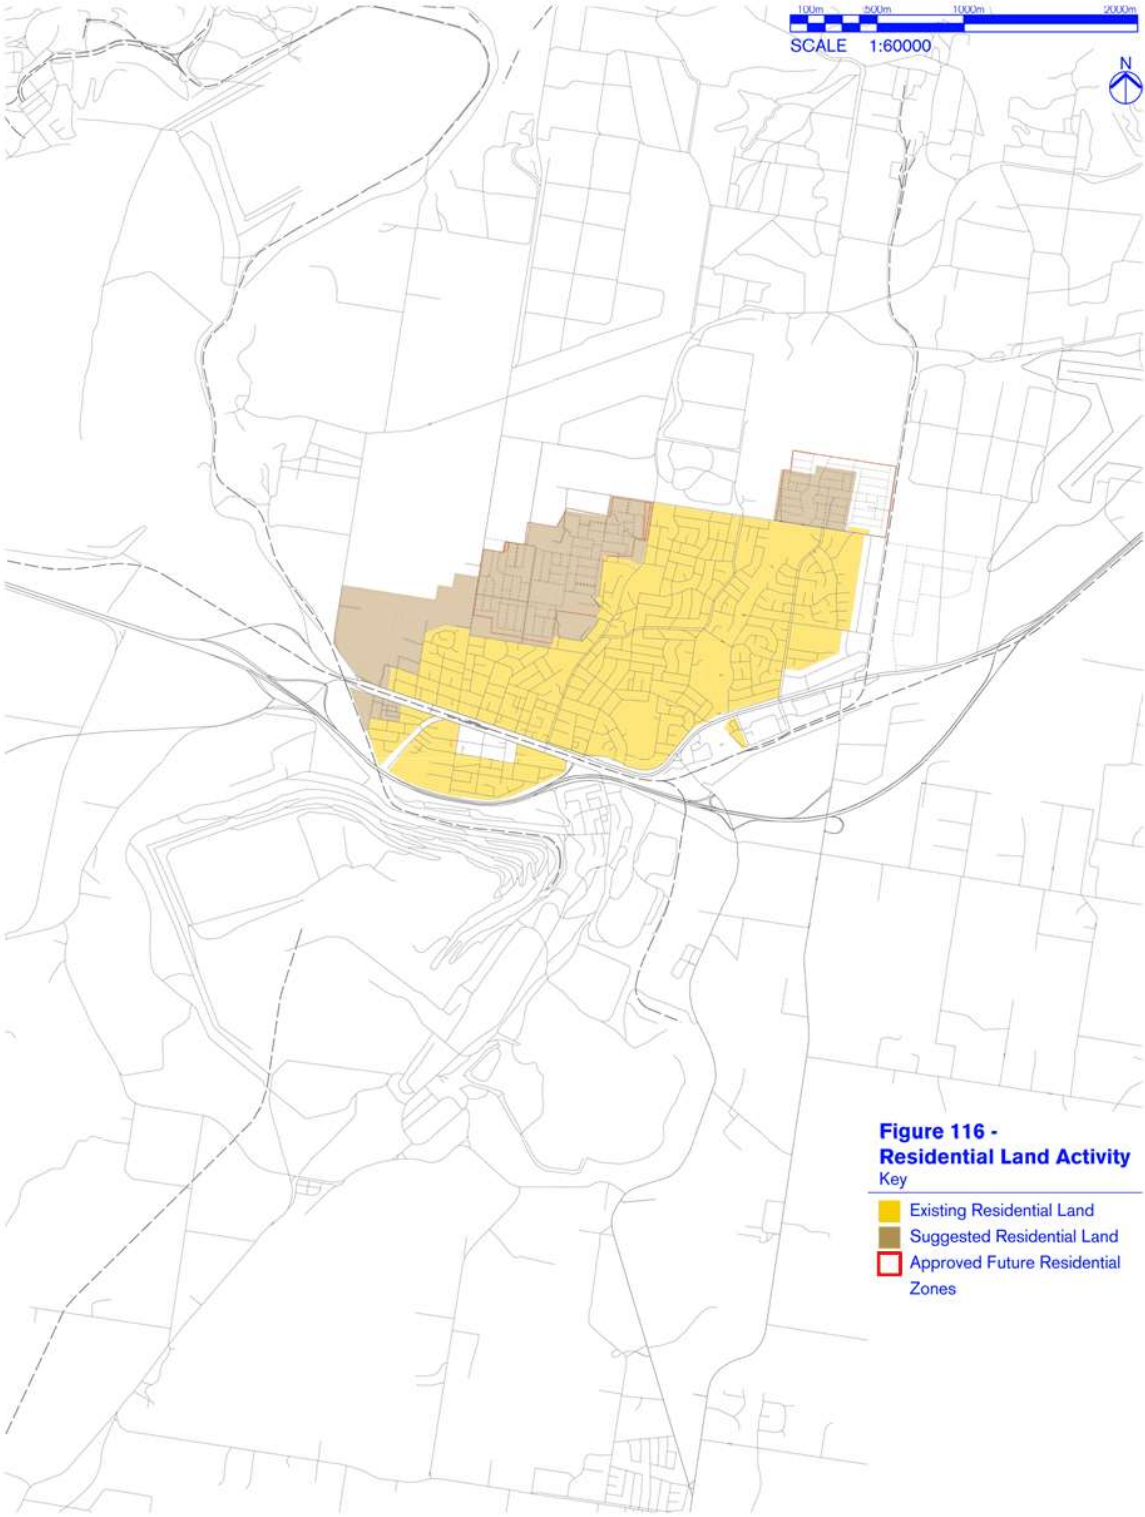 100m 500m 1000m 2000m
SCALE 1:60000
N
Figure 116 -
Residential Land Activity
Key
Existing Residential Land
Suggested Residential Land
Approved Future Residential
Zones